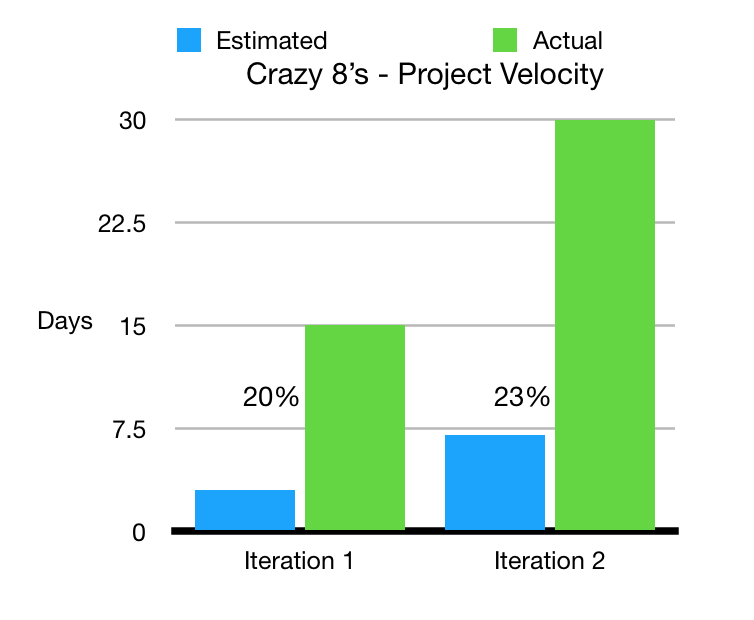 Estimated Actual
Crazy 8’s - Project Velocity
30
22.5
Days 15
20% 23%
7.5
0
Iteration 1 Iteration 2